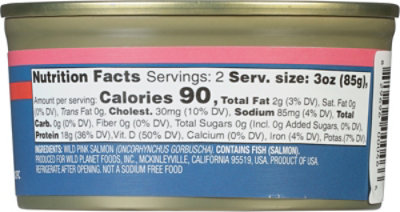 Nutrition Facts Servings: 2 Serv. size: 3oz (85g),
Amount per serving: Calories 90, Total Fat 2g (3% DV), Sat. Fat 0g
(0% DV), Trans Fat 0g, Cholest. 30mg (10% DV), Sodium 85mg (4% DV), Total
Carb. 0g (0% DV), Fiber 0g (0% DV), Total Sugars 0g (Incl. 0g Added Sugars, 0% DV),
Protein 18g (36% DV), Vit. D (50% DV), Calcium (0% DV), Iron (4% DV), Potas.(7% DV)
INGREDIENTS: WILD PINK SALMON (ONCORHYNCHUS GORBUSCHA). CONTAINS FISH (SALMON).
PRODUCED FOR WILD PLANET FOODS, INC., MCKINLEYVILLE, CALIFORNIA 95519, USA. PRODUCT OF USA
REFRIGERATE AFTER OPENING. NOT A SODIUM FREE FOOD